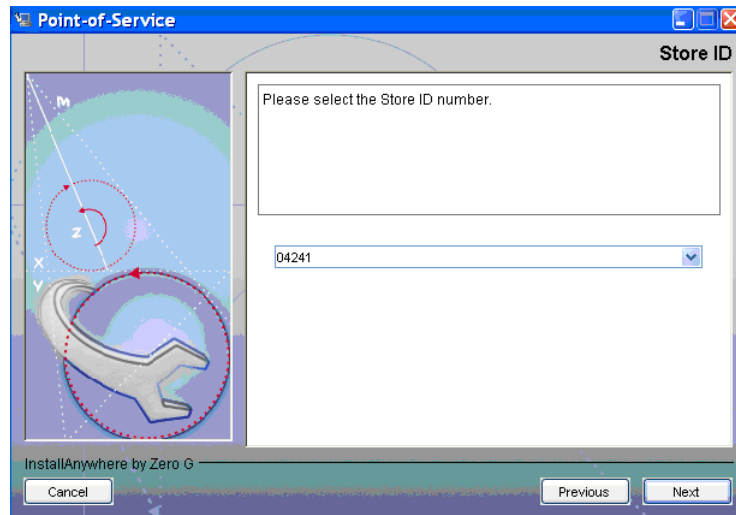 Point-of-Service
Store ID
M
Please select the Store ID number.
Z
04241
X
Y
InstallAnywhere by Zero G
Cancel
Previous
Next